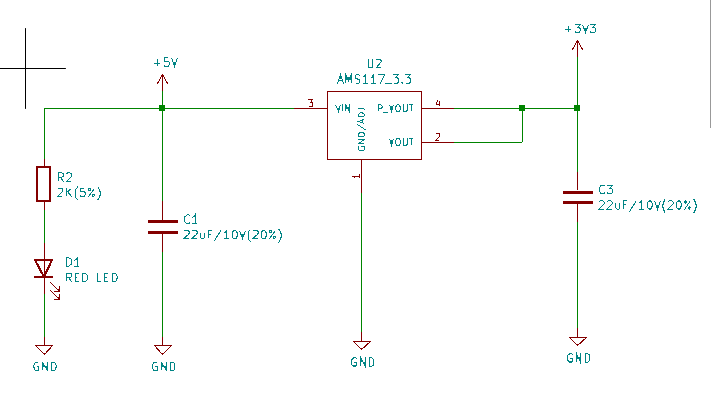 +3V3
+5V
U2
AMS117_3.3
3
VIN
P_VOUT
4
GND/ADJ
VOUT
2
1
R2
2K(5%)
C1
22uF/10V(20%)
C3
22uF/10V(20%)
D1
RED LED
GND
GND
GND
GND